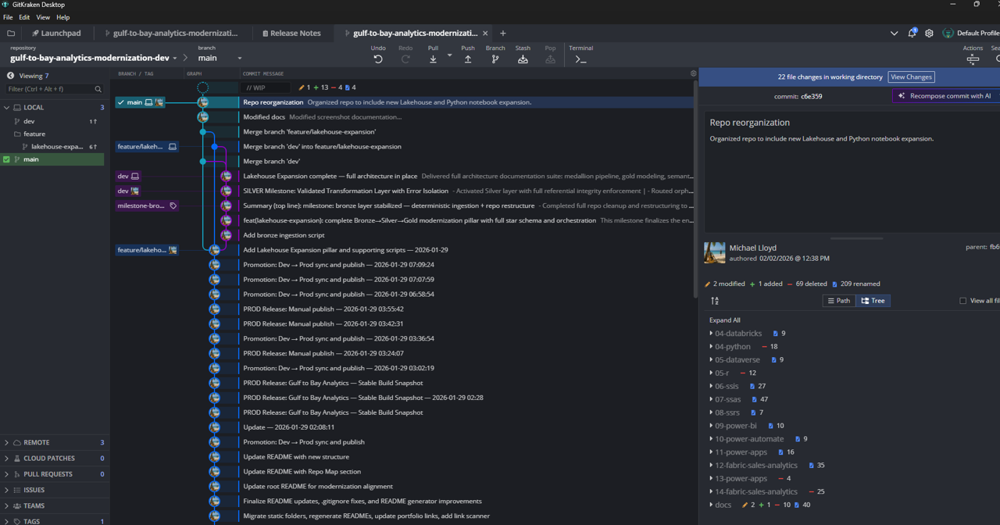 GitKraken Desktop
File Edit View Help
Launchpad gulf-to-bay-analytics-modernizati... Release Notes gulf-to-bay-analytics-modernizati... Default Profile
repository branch Undo Redo Pull Push Branch Stash Pop Terminal Actions Sea
gulf-to-bay-analytics-modernization-dev main
Viewing 7
Filter (Ctrl + Alt + f)
LOCAL
dev 1
feature
lakehouse-expa... 6
main
REMOTE 3
CLOUD PATCHES 0
PULL REQUESTS 0
ISSUES
TEAMS
TAGS 1
BRANCH / TAG GRAPH COMMIT MESSAGE
// WIP 1 + 13 − 4 4
main Repo reorganization Organized repo to include new Lakehouse and Python notebook expansion.
Modified docs Modified screenshot documentation...
Merge branch 'feature/lakehouse-expansion'
feature/lakeh... Merge branch 'dev' into feature/lakehouse-expansion
Merge branch 'dev'
dev Lakehouse Expansion complete — full architecture in place Delivered full architecture documentation suite: medallion pipeline, gold modeling, semant...
dev SILVER Milestone: Validated Transformation Layer with Error Isolation - Activated Silver layer with full referential integrity enforcement | - Routed orph...
milestone-bro... Summary (top line): milestone: bronze layer stabilized — deterministic ingestion + repo restructure - Completed full repo cleanup and restructuring to ...
feat(lakehouse-expansion): complete Bronze→Silver→Gold modernization pillar with full star schema and orchestration This milestone finalizes the en...
Add bronze ingestion script
feature/lakeho... Add Lakehouse Expansion pillar and supporting scripts — 2026-01-29
Promotion: Dev → Prod sync and publish — 2026-01-29 07:09:24
Promotion: Dev → Prod sync and publish — 2026-01-29 07:07:59
Promotion: Dev → Prod sync and publish — 2026-01-29 06:58:54
PROD Release: Manual publish — 2026-01-29 03:55:42
PROD Release: Manual publish — 2026-01-29 03:42:31
Promotion: Dev → Prod sync and publish — 2026-01-29 03:36:54
PROD Release: Manual publish — 2026-01-29 03:24:07
Promotion: Dev → Prod sync and publish — 2026-01-29 03:02:19
PROD Release: Gulf to Bay Analytics — Stable Build Snapshot
PROD Release: Gulf to Bay Analytics — Stable Build Snapshot — 2026-01-29 02:28
PROD Release: Gulf to Bay Analytics — Stable Build Snapshot
Update — 2026-01-29 02:08:11
Promotion: Dev → Prod sync and publish
Update README with new structure
Update README with Repo Map section
Update root README for modernization alignment
Finalize README updates, .gitignore fixes, and README generator improvements
Migrate static folders, regenerate READMEs, update portfolio links, add link scanner
22 file changes in working directory View Changes
commit: c6e359 Recompose commit with AI
Repo reorganization
Organized repo to include new Lakehouse and Python notebook expansion.
Michael Lloyd parent: fb6
authored 02/02/2026 @ 12:38 PM
2 modified + 1 added − 69 deleted 209 renamed
Path Tree View all fil
Expand All
04-databricks 9
04-python − 18
05-dataverse 9
05-r − 12
06-ssis 27
07-ssas 47
08-ssrs 7
09-power-bi 10
10-power-automate 9
11-power-apps 16
12-fabric-sales-analytics 35
13-power-apps − 4
14-fabric-sales-analytics − 25
docs 2 + 1 − 10 40